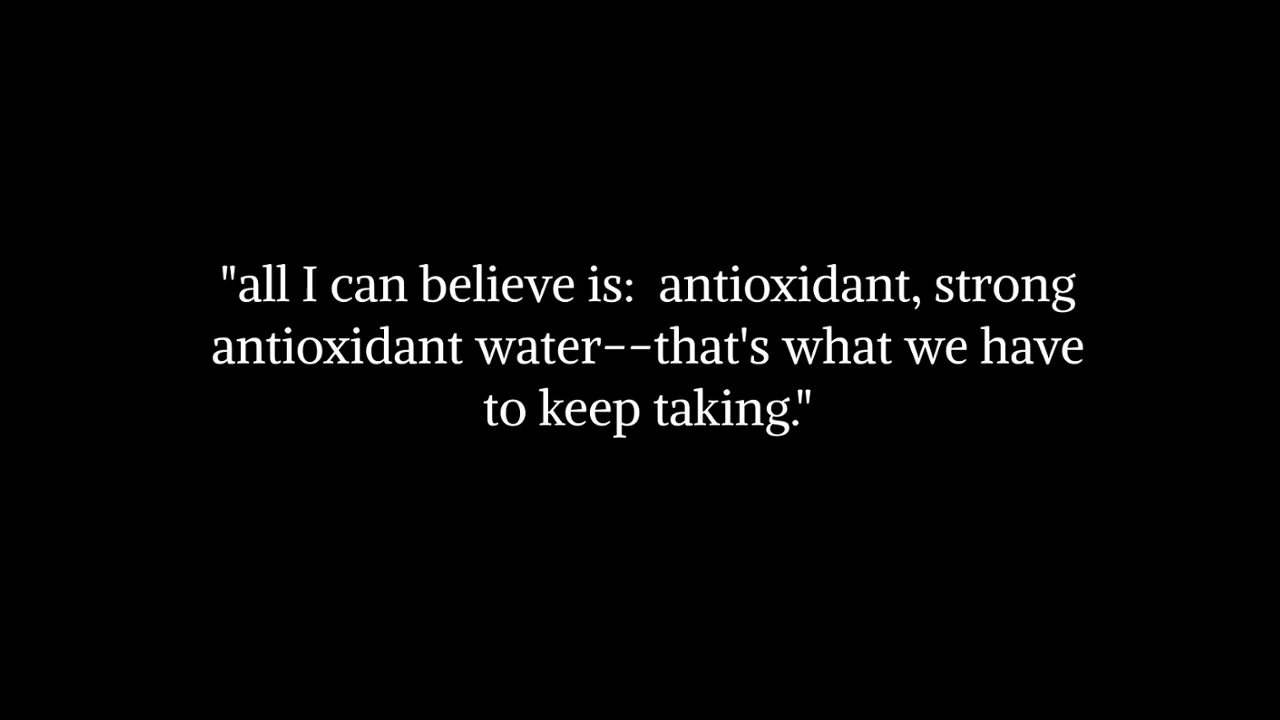 "all I can believe is:  antioxidant, strong
antioxidant water--that's what we have
to keep taking."